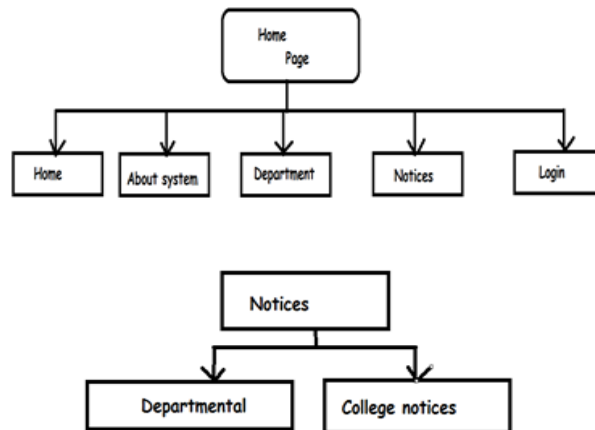 Home
Page
Home
About system
Department
Notices
Login
Notices
Departmental
College notices